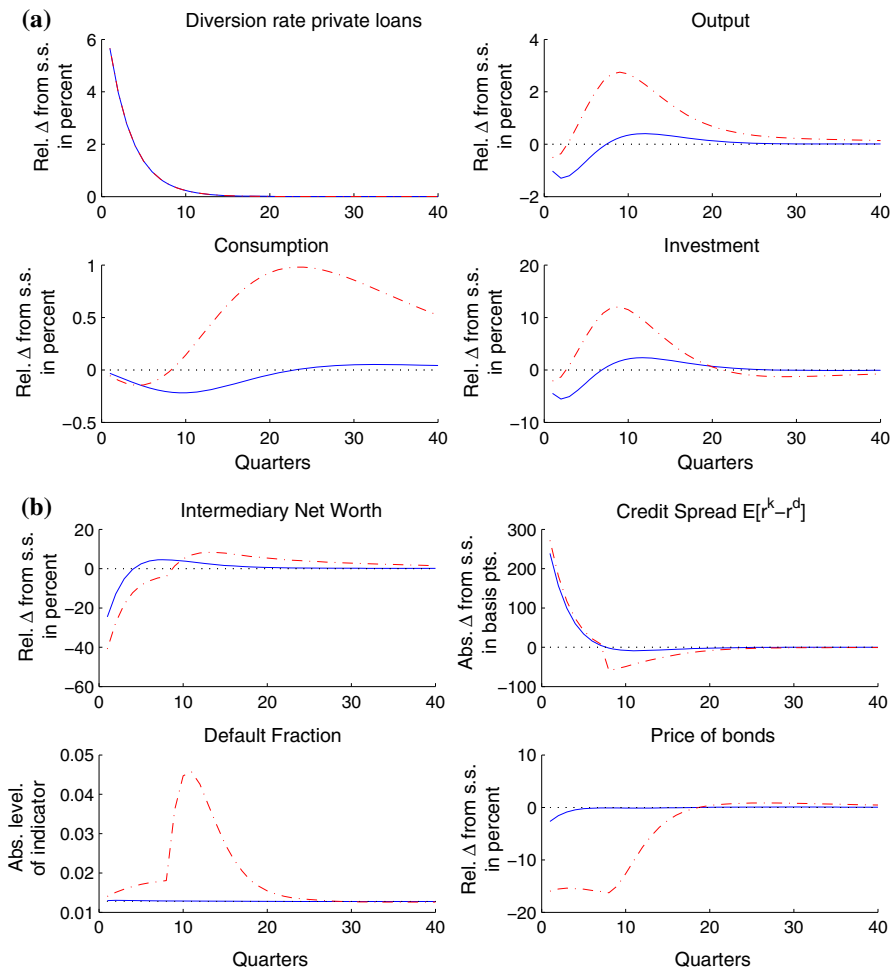 (a)
Diversion rate private loans
Rel. Δ from s.s.
in percent
6
4
2
0
0 10 20 30 40
Output
Rel. Δ from s.s.
in percent
4
2
0
−2
0 10 20 30 40
Consumption
Rel. Δ from s.s.
in percent
1
0.5
0
−0.5
0 10 20 30 40
Quarters
Investment
Rel. Δ from s.s.
in percent
20
10
0
−10
0 10 20 30 40
Quarters
(b)
Intermediary Net Worth
Rel. Δ from s.s.
in percent
20
0
−20
−40
−60
0 10 20 30 40
Credit Spread E[r^k−r^d]
Abs. Δ from s.s.
in basis pts.
300
200
100
0
−100
0 10 20 30 40
Default Fraction
Abs. level.
of indicator
0.05
0.04
0.03
0.02
0.01
0 10 20 30 40
Quarters
Price of bonds
Rel. Δ from s.s.
in percent
10
0
−10
−20
0 10 20 30 40
Quarters